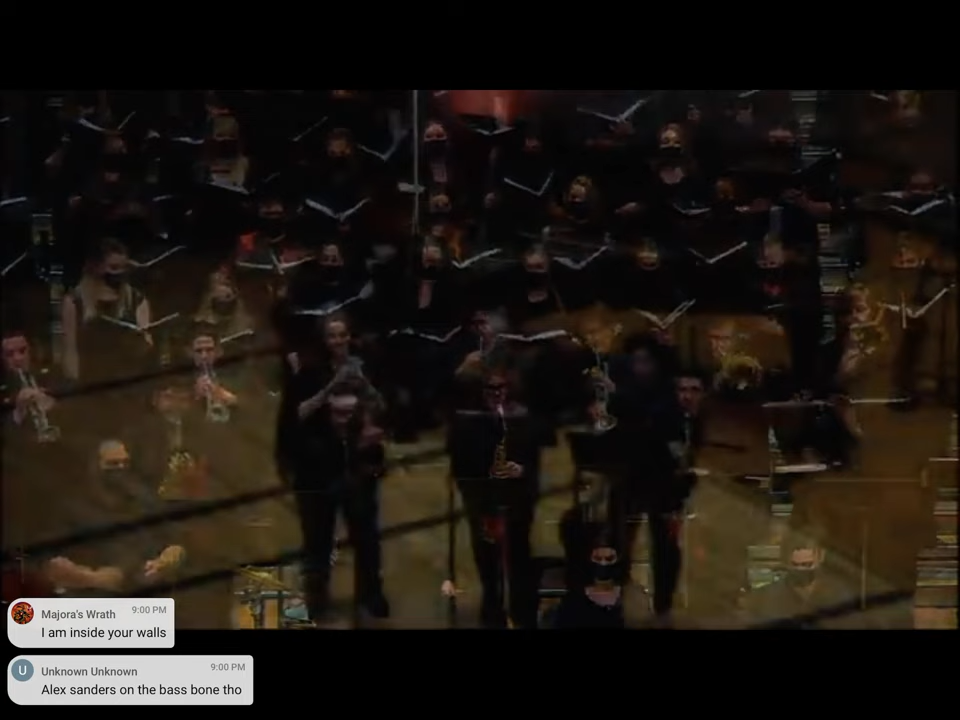 Majora's Wrath 9:00 PM
I am inside your walls
U Unknown Unknown 9:00 PM
Alex sanders on the bass bone tho